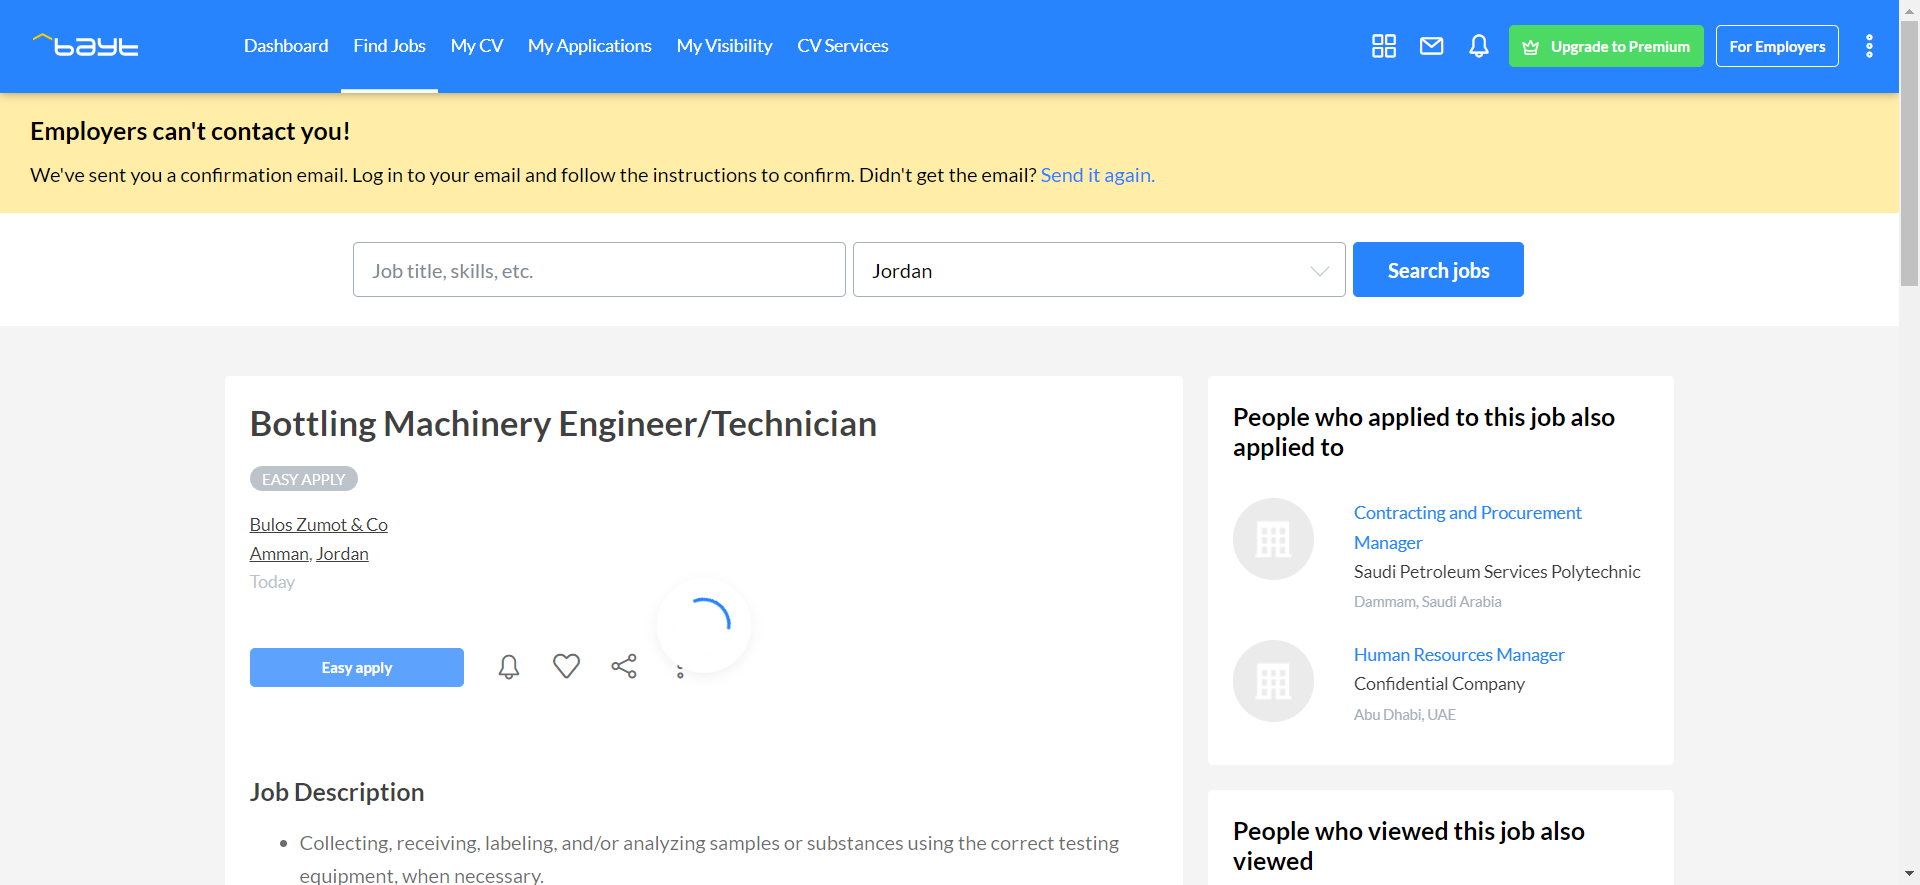 bayt
Dashboard
Find Jobs
My CV
My Applications
My Visibility
CV Services
Upgrade to Premium
For Employers
Employers can't contact you!
We've sent you a confirmation email. Log in to your email and follow the instructions to confirm. Didn't get the email? Send it again.
Job title, skills, etc.
Jordan
Search jobs
Bottling Machinery Engineer/Technician
EASY APPLY
Bulos Zumot & Co
Amman, Jordan
Today
Easy apply
Job Description
• Collecting, receiving, labeling, and/or analyzing samples or substances using the correct testing
equipment, when necessary.
People who applied to this job also
applied to
Contracting and Procurement
Manager
Saudi Petroleum Services Polytechnic
Dammam, Saudi Arabia
Human Resources Manager
Confidential Company
Abu Dhabi, UAE
People who viewed this job also
viewed